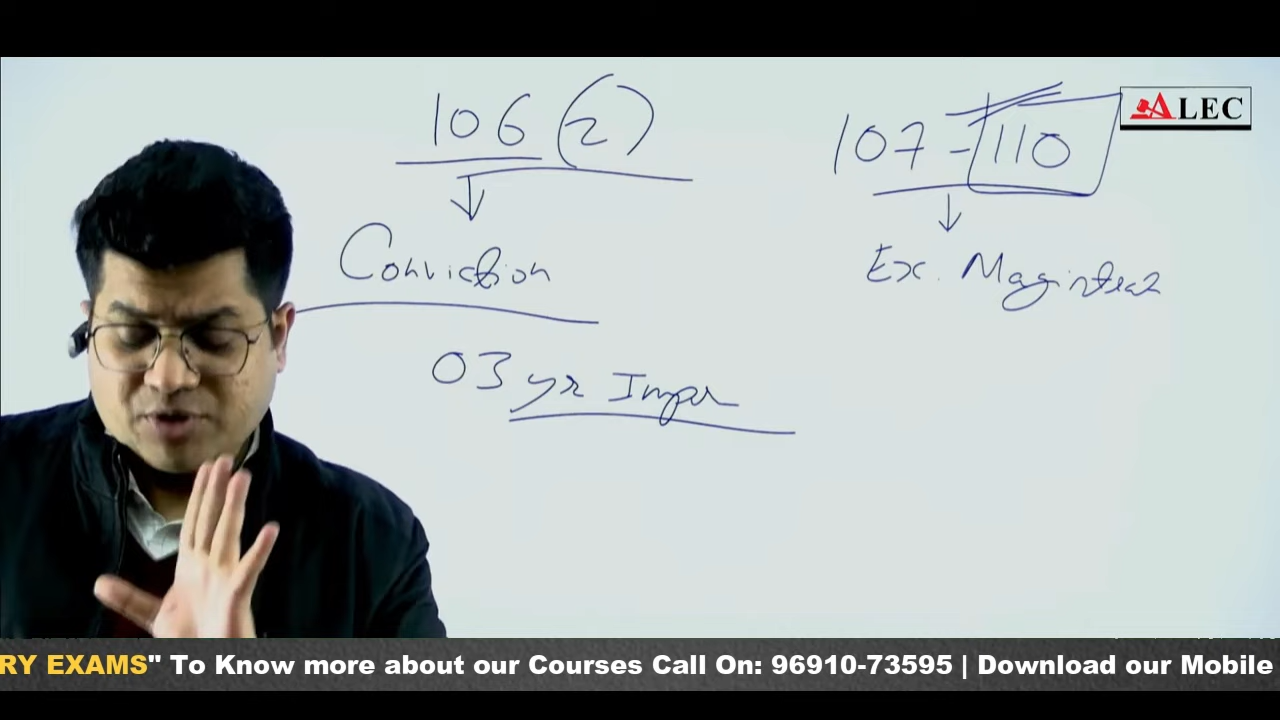 106 (2)
107 - 110
ALEC
Conviction
Ex. Magistrat
03 yr Impr
RY EXAMS" To Know more about our Courses Call On: 96910-73595 | Download our Mobile